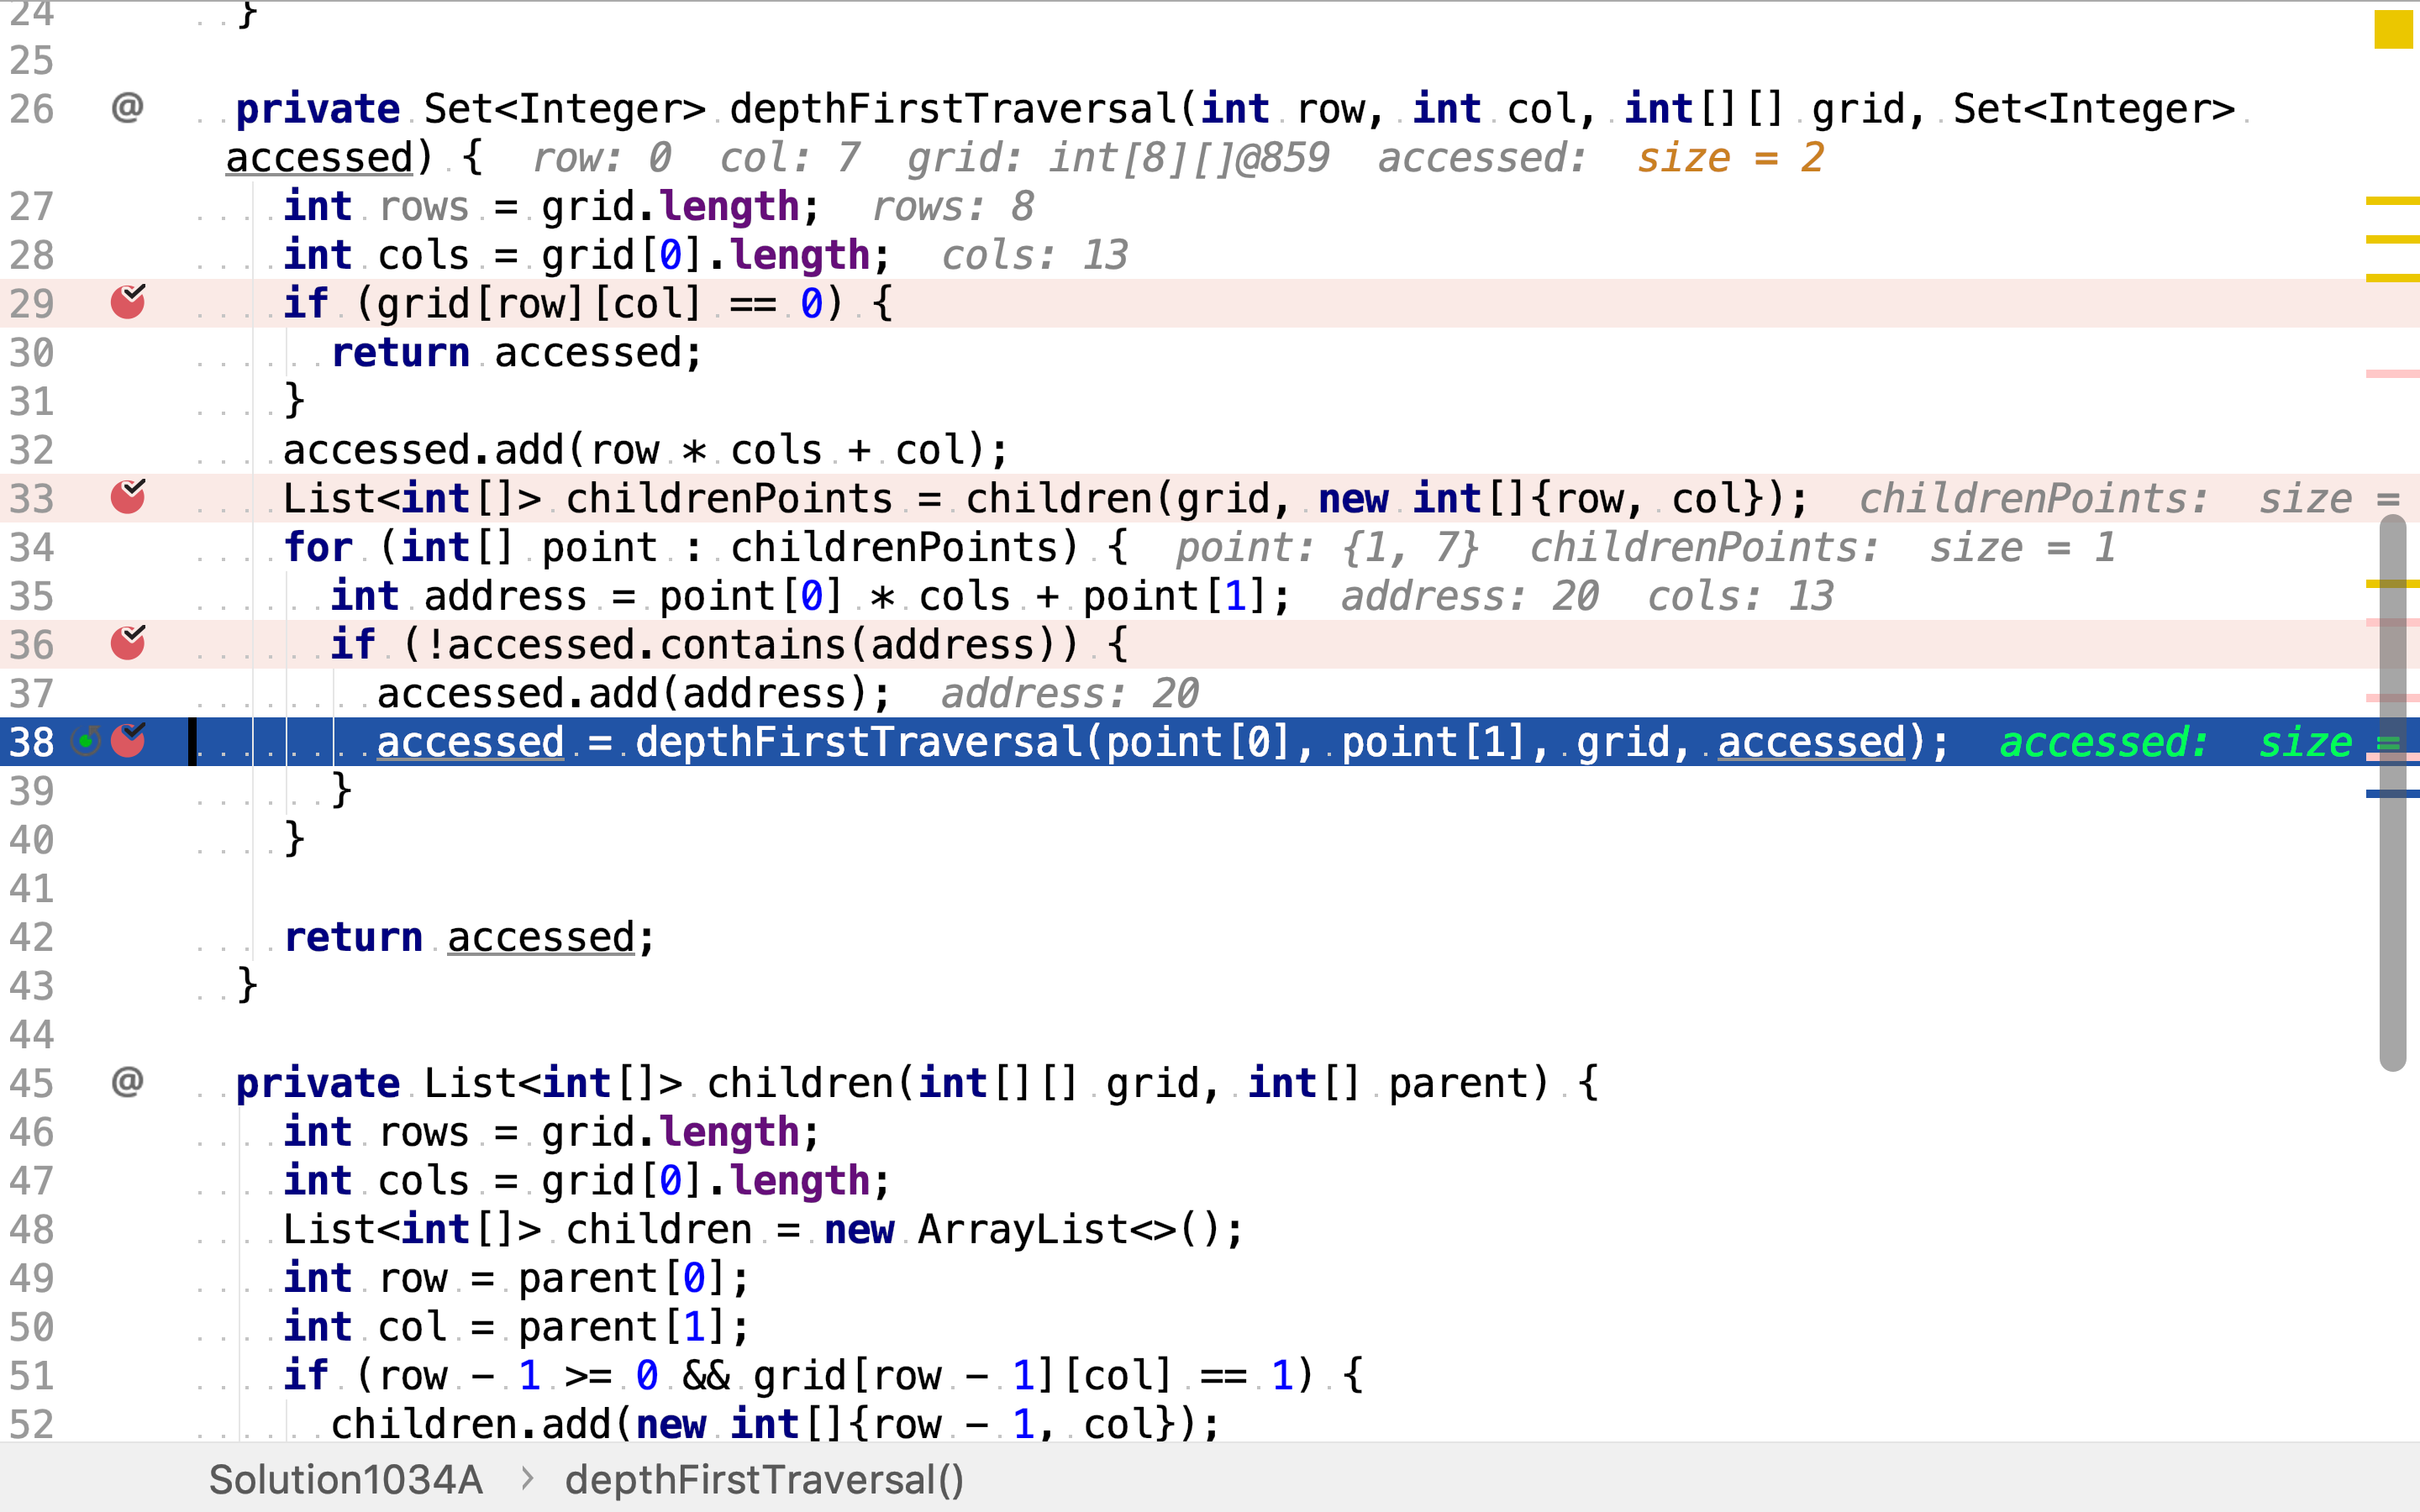 24 }
25
26 @ private Set<Integer> depthFirstTraversal(int row, int col, int[][] grid, Set<Integer>
accessed) { row: 0 col: 7 grid: int[8][]@859 accessed: size = 2
27 int rows = grid.length; rows: 8
28 int cols = grid[0].length; cols: 13
29 if (grid[row][col] == 0) {
30 return accessed;
31 }
32 accessed.add(row * cols + col);
33 List<int[]> childrenPoints = children(grid, new int[]{row, col}); childrenPoints: size =
34 for (int[] point : childrenPoints) { point: {1, 7} childrenPoints: size = 1
35 int address = point[0] * cols + point[1]; address: 20 cols: 13
36 if (!accessed.contains(address)) {
37 accessed.add(address); address: 20
38 accessed = depthFirstTraversal(point[0], point[1], grid, accessed); accessed: size =
39 }
40 }
41
42 return accessed;
43 }
44
45 @ private List<int[]> children(int[][] grid, int[] parent) {
46 int rows = grid.length;
47 int cols = grid[0].length;
48 List<int[]> children = new ArrayList<>();
49 int row = parent[0];
50 int col = parent[1];
51 if (row - 1 >= 0 && grid[row - 1][col] == 1) {
52 children.add(new int[]{row - 1, col});
Solution1034A > depthFirstTraversal()